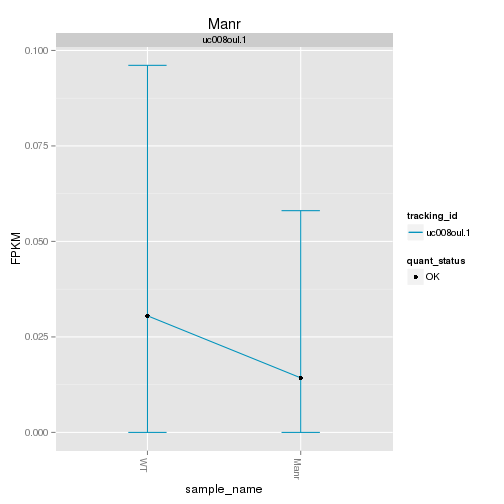 Manr
uc008oul.1
0.100
0.075
0.050
0.025
0.000
FPKM
WT
Manr
sample_name
tracking_id
uc008oul.1
quant_status
OK